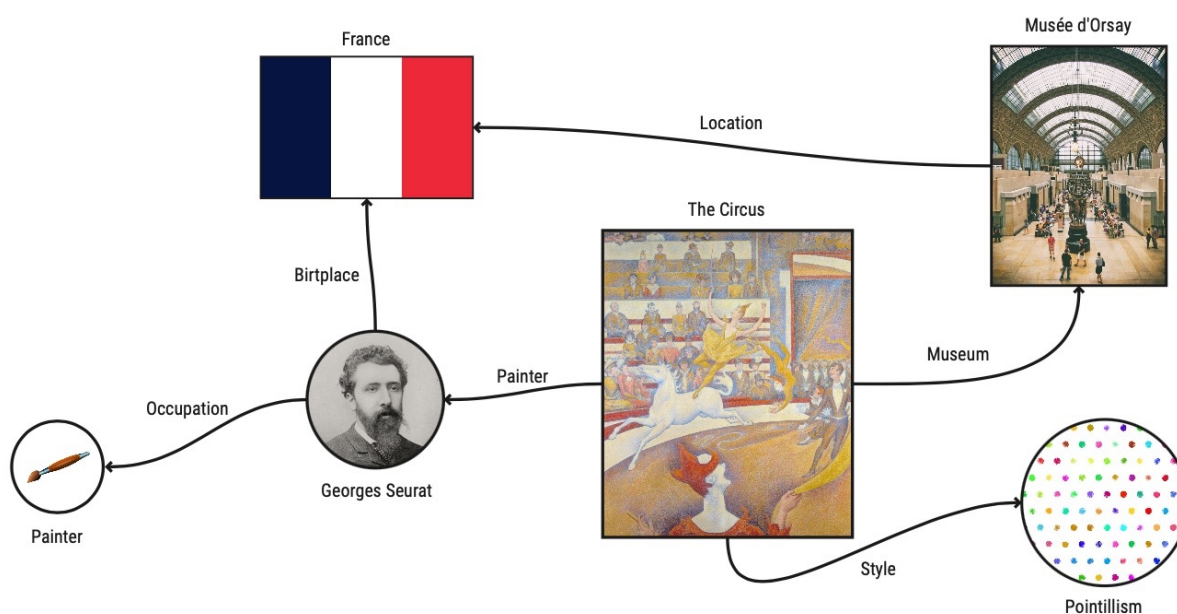 France
Musée d'Orsay
Location
The Circus
Birtplace
Painter
Museum
Occupation
Georges Seurat
Painter
Style
Pointillism